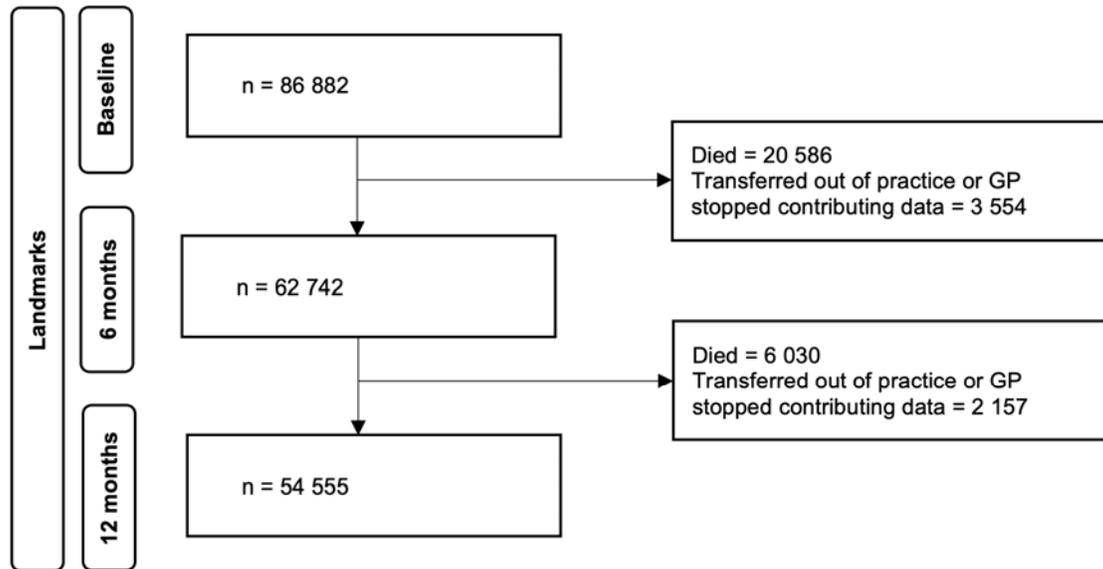 Landmarks
Baseline
n = 86 882
Died = 20 586
Transferred out of practice or GP
stopped contributing data = 3 554
6 months
n = 62 742
Died = 6 030
Transferred out of practice or GP
stopped contributing data = 2 157
12 months
n = 54 555